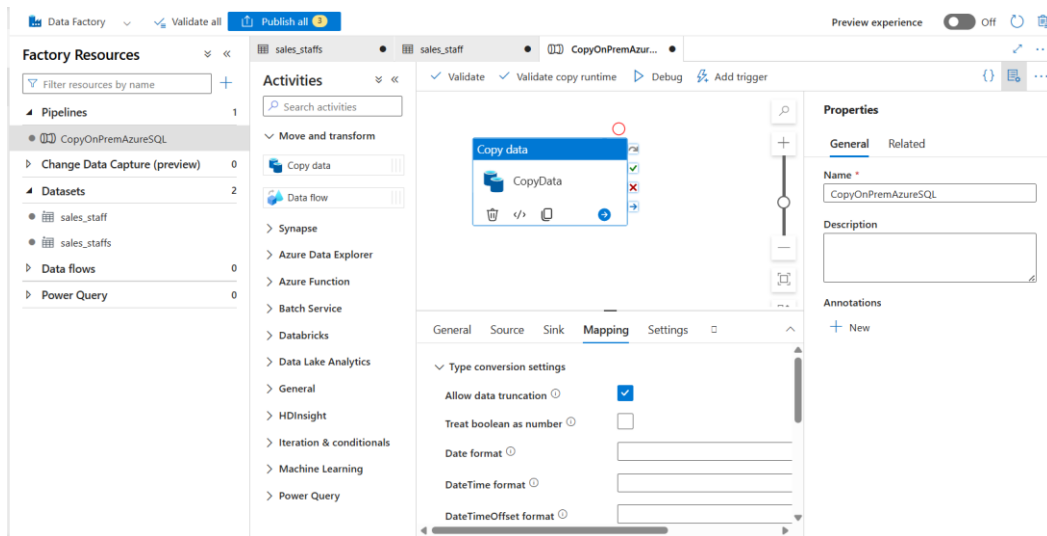 Data Factory
Validate all
Publish all 3
Preview experience
Off
Factory Resources
Filter resources by name
Pipelines 1
CopyOnPremAzureSQL
Change Data Capture (preview) 0
Datasets 2
sales_staff
sales_staffs
Data flows 0
Power Query 0
sales_staffs
sales_staff
CopyOnPremAzur...
Activities
Search activities
Move and transform
Copy data
Data flow
Synapse
Azure Data Explorer
Azure Function
Batch Service
Databricks
Data Lake Analytics
General
HDInsight
Iteration & conditionals
Machine Learning
Power Query
Validate
Validate copy runtime
Debug
Add trigger
Copy data
CopyData
General
Source
Sink
Mapping
Settings
Type conversion settings
Allow data truncation
Treat boolean as number
Date format
DateTime format
DateTimeOffset format
Properties
General
Related
Name *
CopyOnPremAzureSQL
Description
Annotations
New